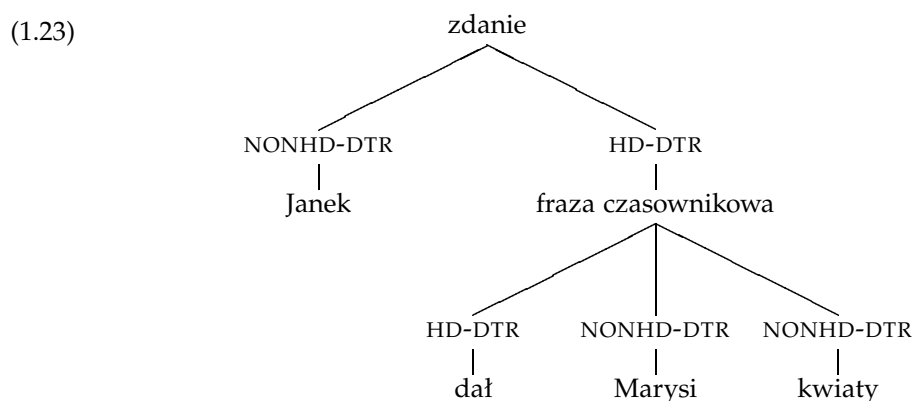 (1.23) zdanie
NONHD-DTR HD-DTR
Janek fraza czasownikowa
HD-DTR NONHD-DTR NONHD-DTR
dał Marysi kwiaty